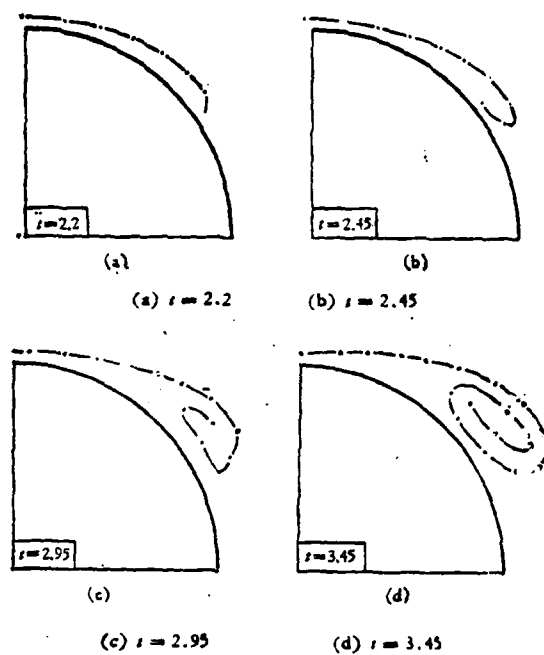 t=2.2
t=2.45
(a)
(b)
(a) t = 2.2
(b) t = 2.45
t=2.95
t=3.45
(c)
(d)
(c) t = 2.95
(d) t = 3.45